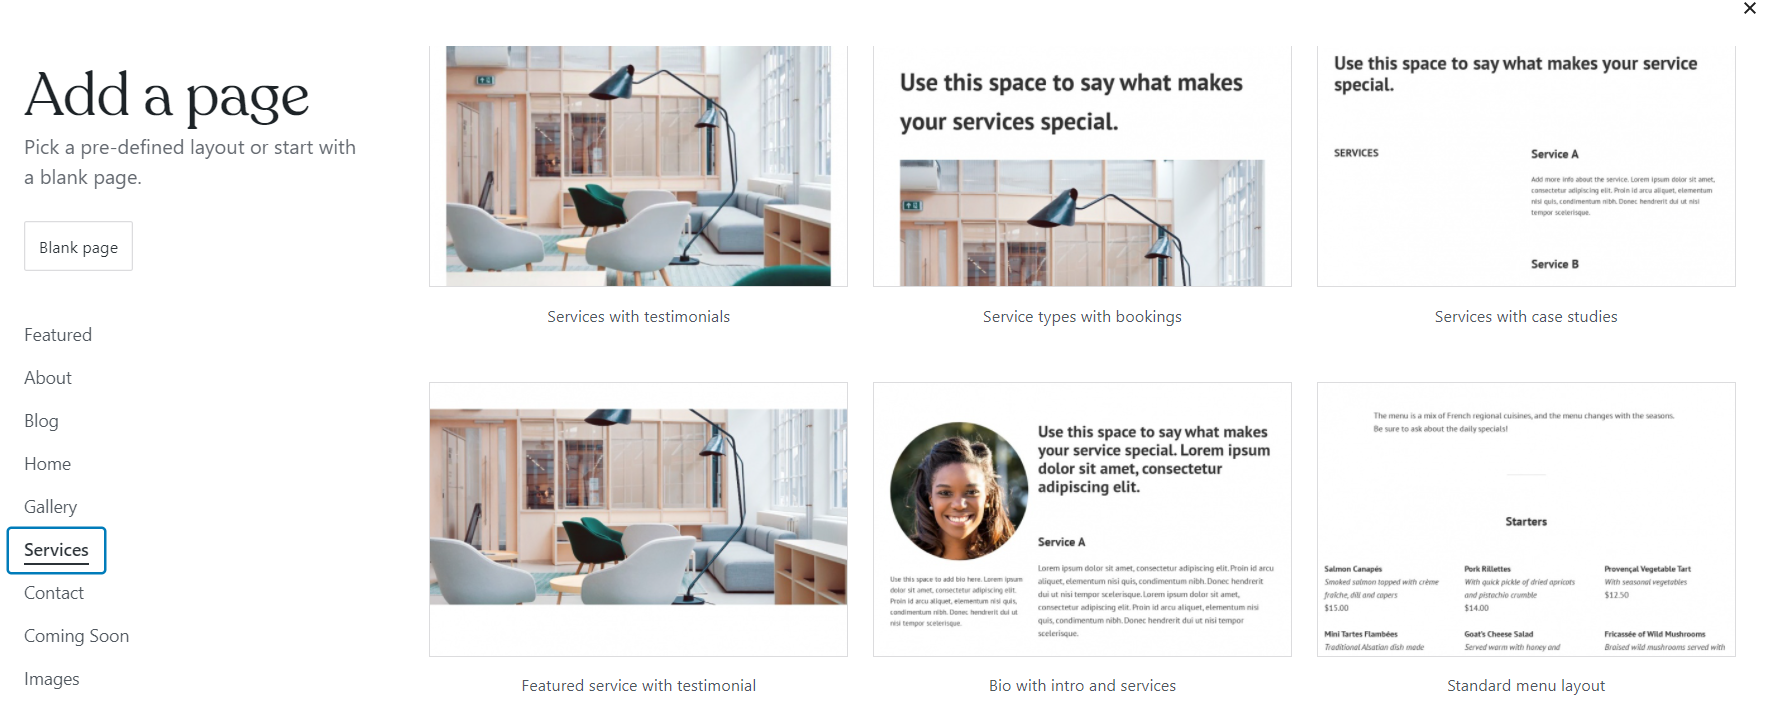 Add a page
Pick a pre-defined layout or start with
a blank page.
Blank page
Featured
About
Blog
Home
Gallery
Services
Contact
Coming Soon
Images
Services with testimonials
Use this space to say what makes
your services special.
Service types with bookings
Use this space to say what makes your service
special.
SERVICES
Service A
Add more info about the service. Lorem ipsum dolor sit amet,
consectetur adipiscing elit. Proin id arcu aliquet, elementum
nisi quis, condimentum nibh. Donec hendrerit dui ut nisi
tempor scelerisque.
Service B
Services with case studies
Featured service with testimonial
Use this space to say what makes
your service special. Lorem ipsum
dolor sit amet, consectetur
adipiscing elit.
Use this space to add bio here. Lorem ipsum
dolor sit amet, consectetur adipiscing elit.
Proin id arcu aliquet, elementum nisi quis,
condimentum nibh. Donec hendrerit dui ut
nisi tempor scelerisque.
Service A
Lorem ipsum dolor sit amet, consectetur adipiscing elit. Proin id arcu
aliquet, elementum nisi quis, condimentum nibh. Donec hendrerit
dui ut nisi tempor scelerisque. Lorem ipsum dolor sit amet,
consectetur adipiscing elit. Proin id arcu aliquet, elementum nisi
quis, condimentum nibh. Donec hendrerit dui ut nisi tempor
scelerisque.
Bio with intro and services
The menu is a mix of French regional cuisines, and the menu changes with the seasons.
Be sure to ask about the daily specials!
Starters
Salmon Canapés
Smoked salmon topped with crème
fraîche, dill and capers
$15.00
Pork Rillettes
With quick pickle of dried apricots
and pistachio crumble
$14.00
Provençal Vegetable Tart
With seasonal vegetables
$12.50
Mini Tartes Flambées
Traditional Alsatian dish made
Goat's Cheese Salad
Served warm with honey and
Fricassée of Wild Mushrooms
Braised wild mushrooms served with
Standard menu layout